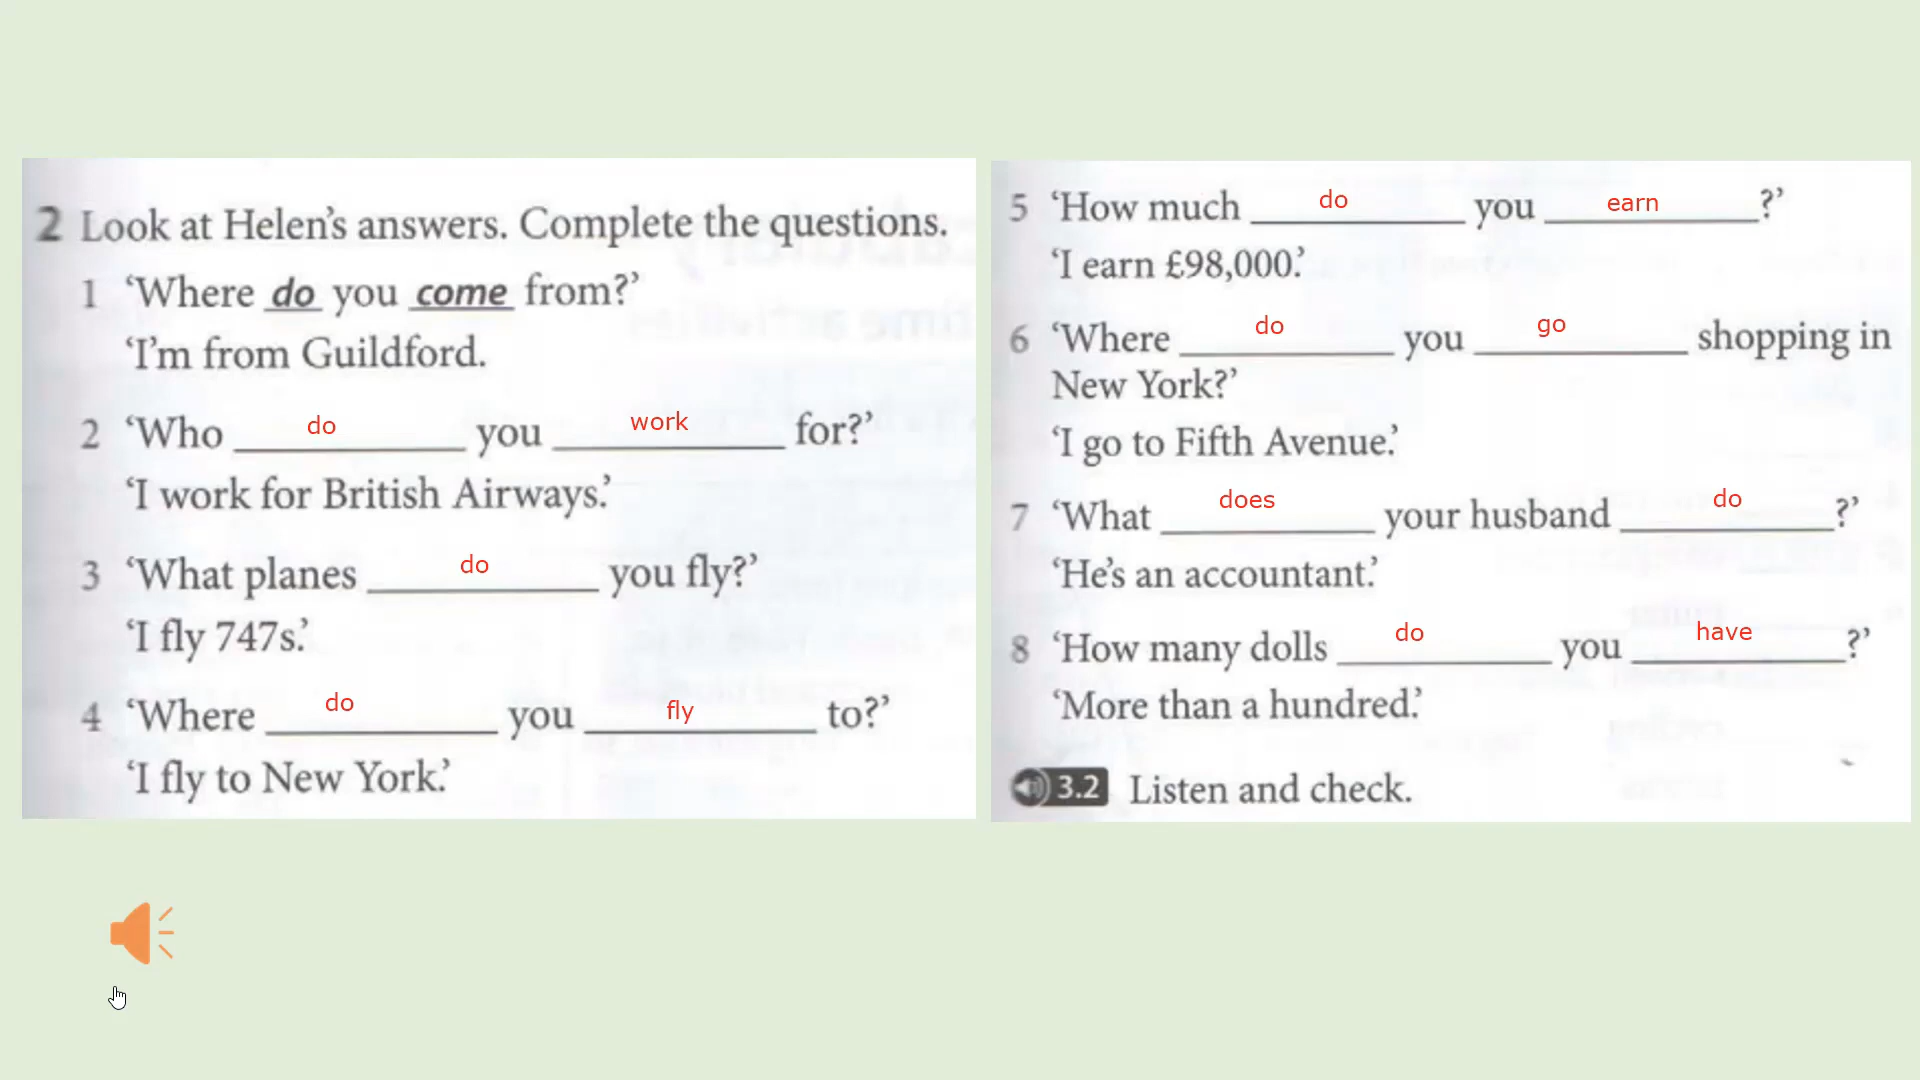 2 Look at Helen's answers. Complete the questions.
1 ‘Where do you come from?’
‘I'm from Guildford.
2 ‘Who do you work for?’
‘I work for British Airways.’
3 ‘What planes do you fly?’
‘I fly 747s.’
4 ‘Where do you fly to?’
‘I fly to New York.’
5 ‘How much do you earn ?’
‘I earn £98,000.’
6 ‘Where do you go shopping in
New York?’
‘I go to Fifth Avenue.’
7 ‘What does your husband do ?’
‘He's an accountant.’
8 ‘How many dolls do you have ?’
‘More than a hundred.’
3.2 Listen and check.